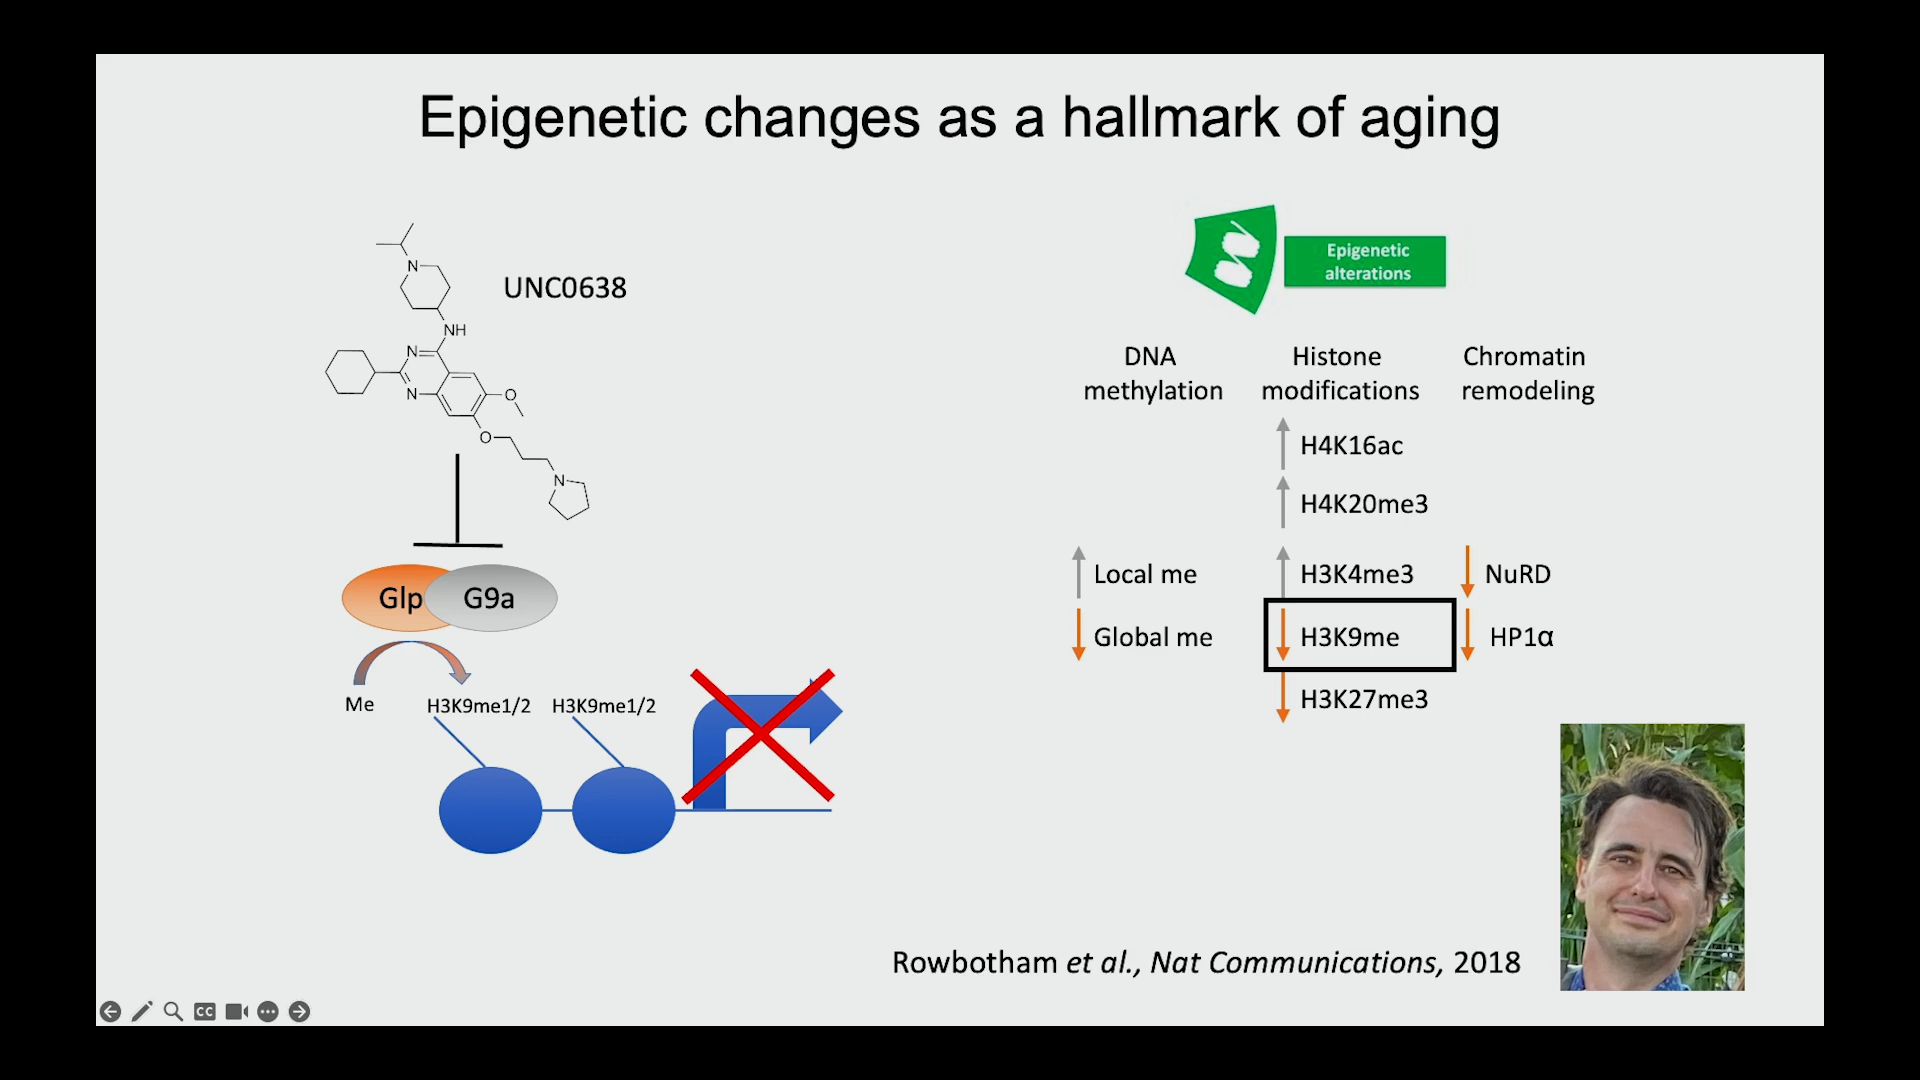 Epigenetic changes as a hallmark of aging
N
UNC0638
NH
N
N
O
O
N
Glp
G9a
Me
H3K9me1/2
H3K9me1/2
Epigenetic
alterations
DNA
methylation
Histone
modifications
Chromatin
remodeling
H4K16ac
H4K20me3
Local me
H3K4me3
NuRD
Global me
H3K9me
HP1α
H3K27me3
Rowbotham et al., Nat Communications, 2018
CC